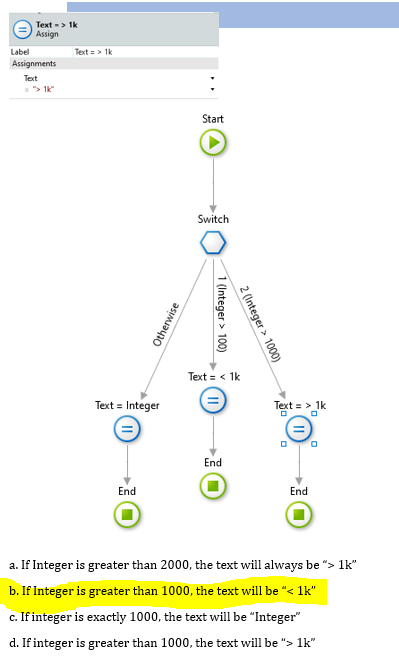 Text = > 1k
Assign
Label Text = > 1k
Assignments
Text
= "> 1k"
Start
Switch
Otherwise
1 (Integer > 100)
2 (Integer > 1000)
Text = < 1k
Text = Integer
Text = > 1k
End
End
End
a. If Integer is greater than 2000, the text will always be “> 1k”
b. If Integer is greater than 1000, the text will be “< 1k”
c. If integer is exactly 1000, the text will be “Integer”
d. If integer is greater than 1000, the text will be “> 1k”